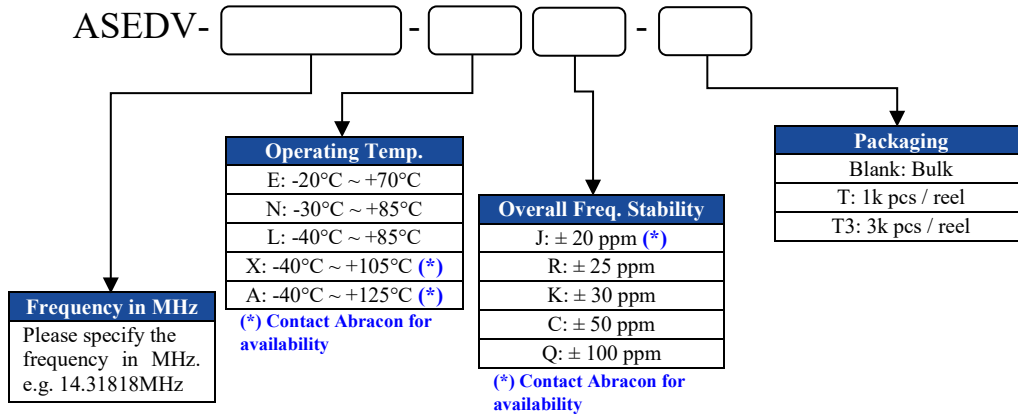 ASEDV- - -
Operating Temp.
E: -20°C ~ +70°C
N: -30°C ~ +85°C
L: -40°C ~ +85°C
X: -40°C ~ +105°C (*)
A: -40°C ~ +125°C (*)
(*) Contact Abracon for
availability
Packaging
Blank: Bulk
T: 1k pcs / reel
T3: 3k pcs / reel
Overall Freq. Stability
J: ± 20 ppm (*)
R: ± 25 ppm
K: ± 30 ppm
C: ± 50 ppm
Q: ± 100 ppm
(*) Contact Abracon for
availability
Frequency in MHz
Please specify the
frequency in MHz.
e.g. 14.31818MHz